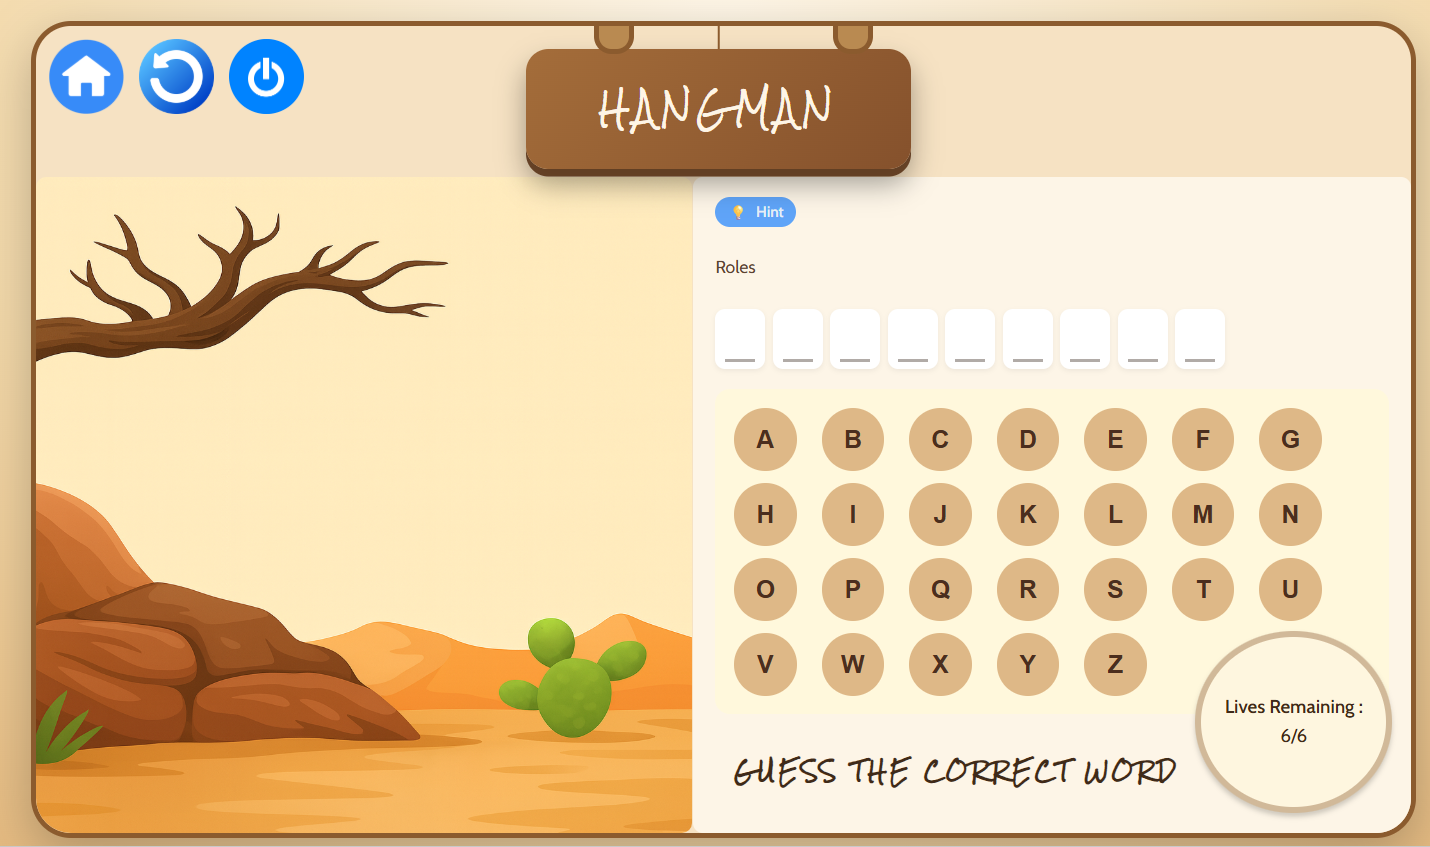 HANGMAN
Hint
Roles
A B C D E F G
H I J K L M N
O P Q R S T U
V W X Y Z
Lives Remaining :
6/6
GUESS THE CORRECT WORD